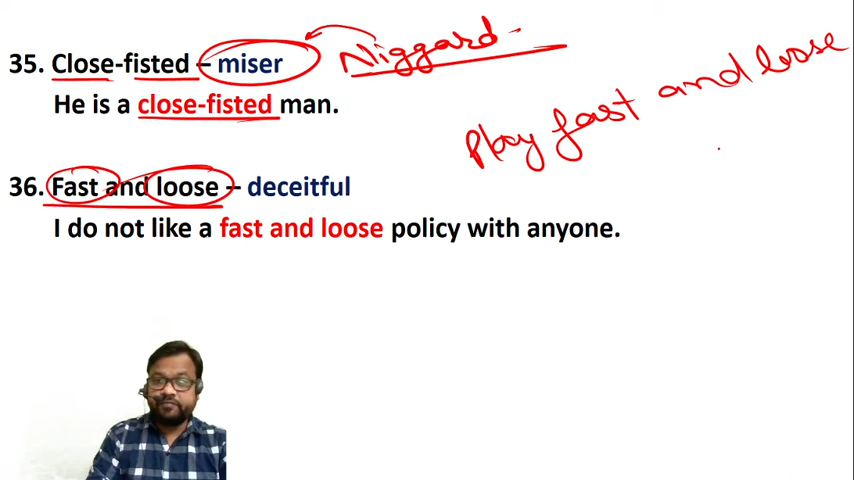 35. Close-fisted – miser Niggard
He is a close-fisted man.
Play fast and loose
36. Fast and loose – deceitful
I do not like a fast and loose policy with anyone.